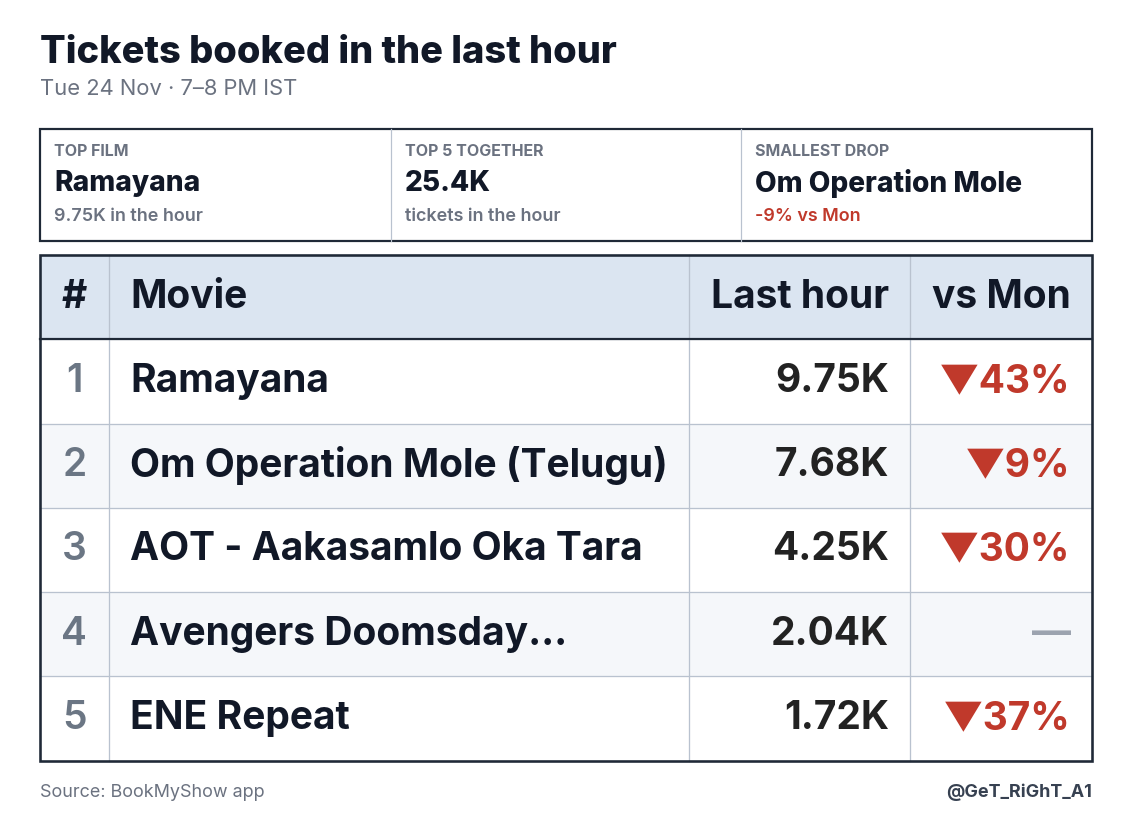 Tickets booked in the last hour
Tue 24 Nov · 7–8 PM IST
TOP FILM
Ramayana
9.75K in the hour
TOP 5 TOGETHER
25.4K
tickets in the hour
SMALLEST DROP
Om Operation Mole
-9% vs Mon
# Movie Last hour vs Mon
1 Ramayana 9.75K ▼43%
2 Om Operation Mole (Telugu) 7.68K ▼9%
3 AOT - Aakasamlo Oka Tara 4.25K ▼30%
4 Avengers Doomsday... 2.04K —
5 ENE Repeat 1.72K ▼37%
Source: BookMyShow app
@GeT_RiGhT_A1